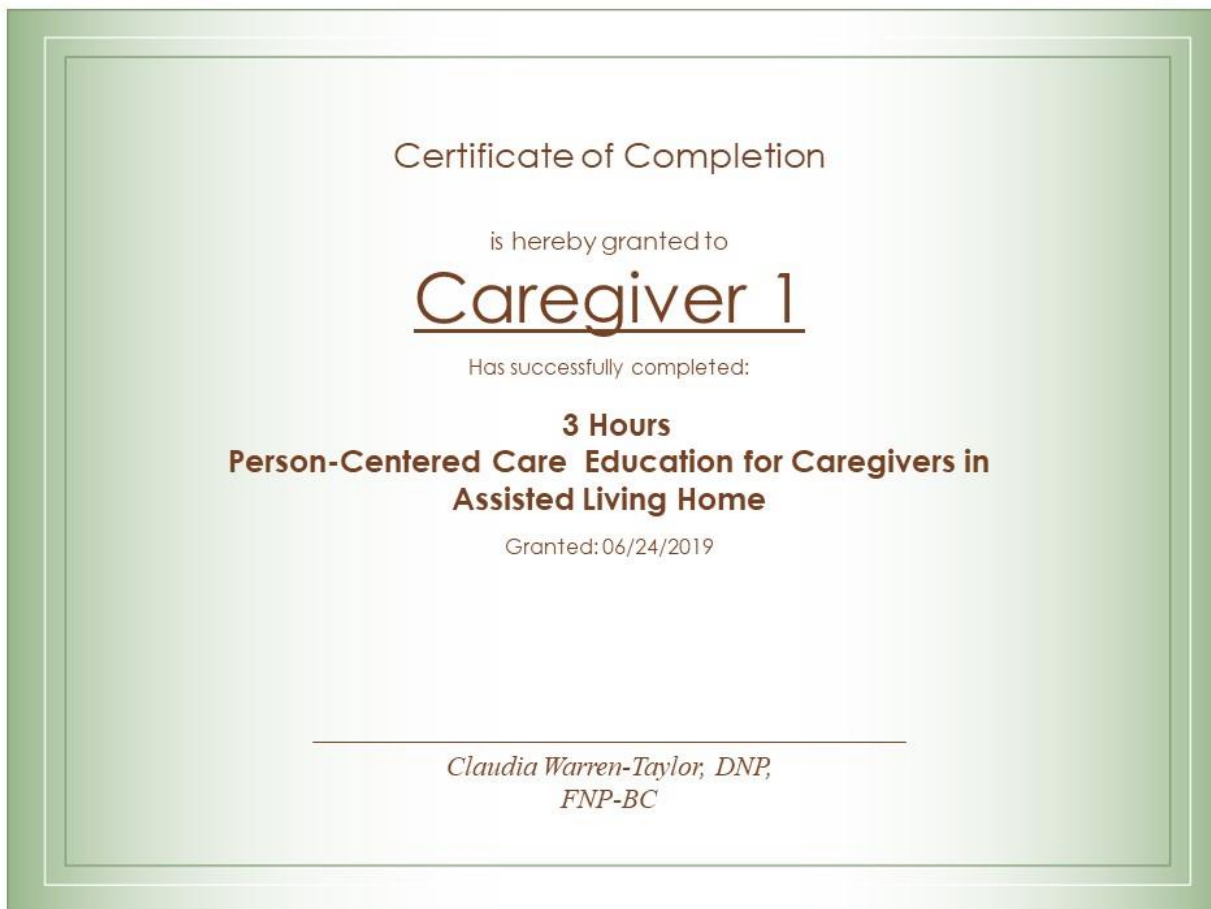 Certificate of Completion
is hereby granted to
Caregiver 1
Has successfully completed:
3 Hours
Person-Centered Care Education for Caregivers in
Assisted Living Home
Granted: 06/24/2019
Claudia Warren-Taylor, DNP,
FNP-BC